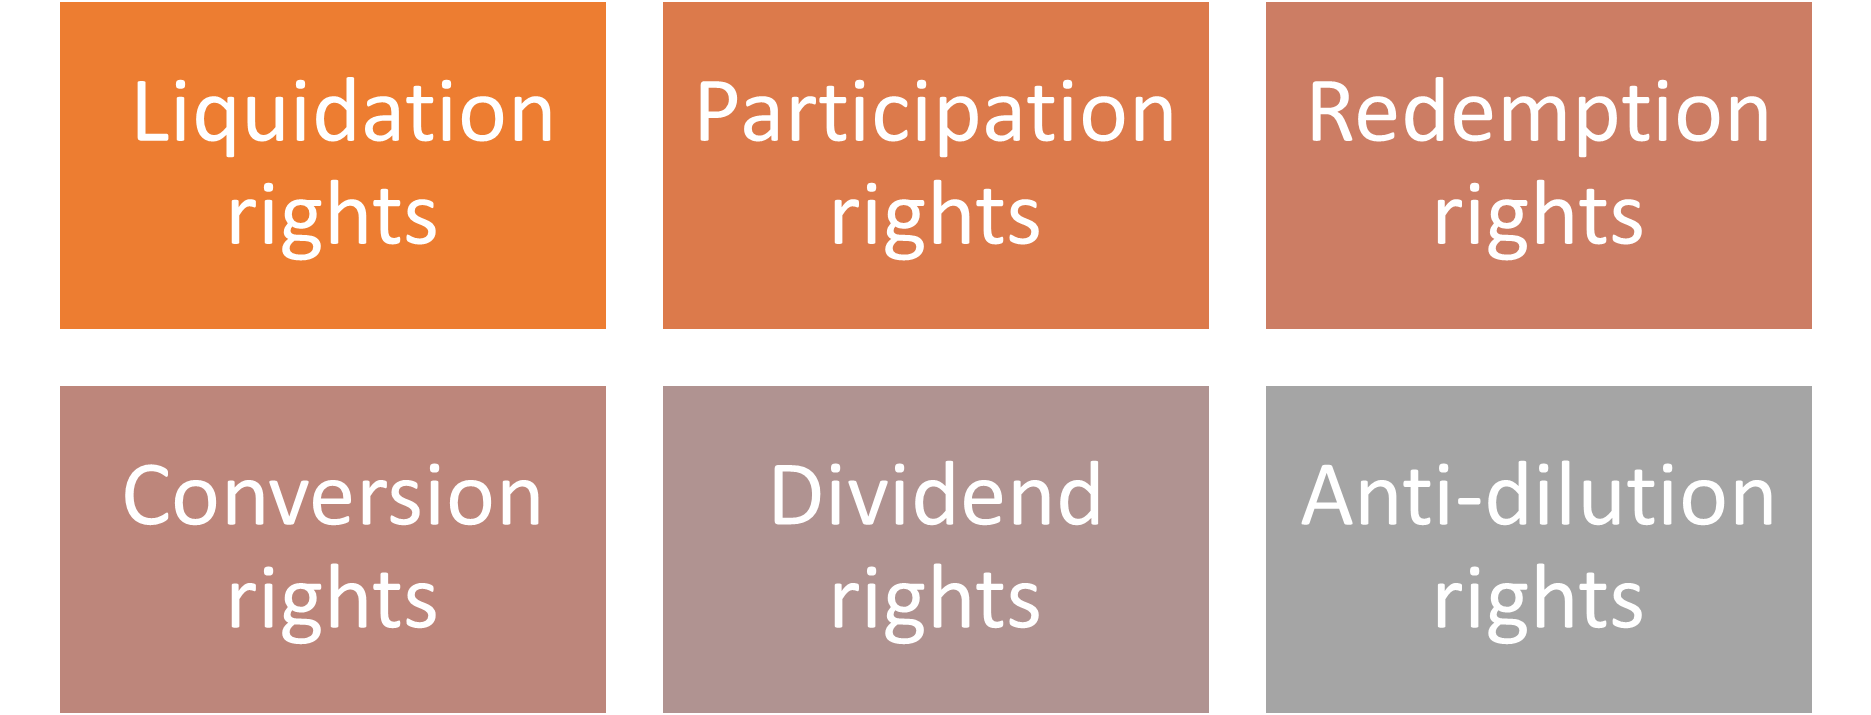 Liquidation
rights
Participation
rights
Redemption
rights
Conversion
rights
Dividend
rights
Anti-dilution
rights